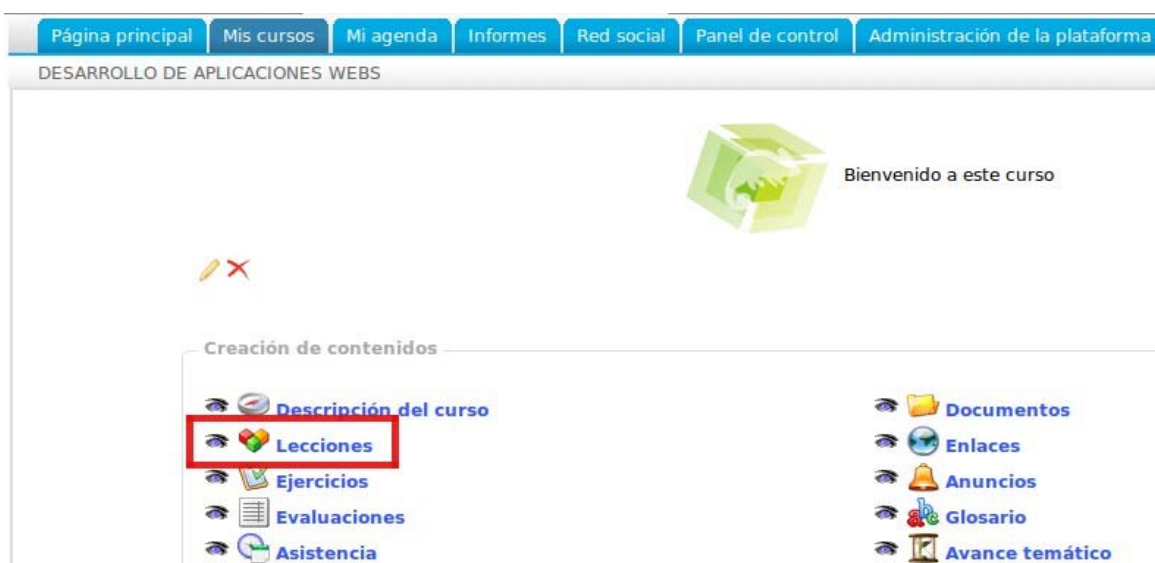 Página principal Mis cursos Mi agenda Informes Red social Panel de control Administración de la plataforma
DESARROLLO DE APLICACIONES WEBS
Bienvenido a este curso
Creación de contenidos
Descripción del curso Documentos
Lecciones Enlaces
Ejercicios Anuncios
Evaluaciones Glosario
Asistencia Avance temático